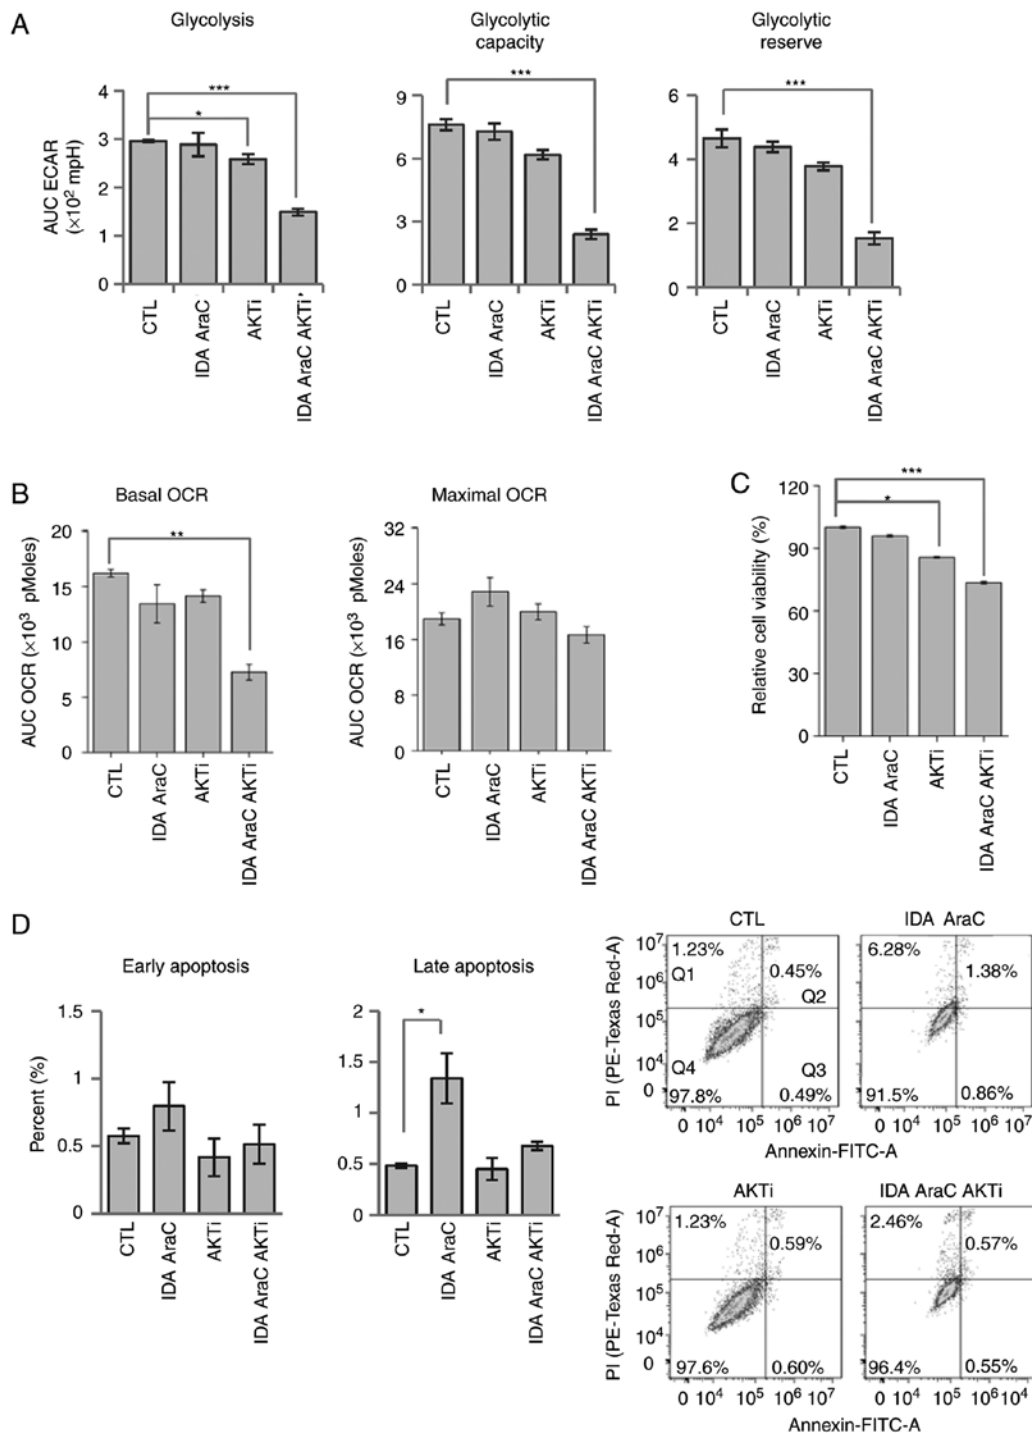 A
Glycolysis
Glycolytic
capacity
Glycolytic
reserve
AUC ECAR
(×10² mpH)
4
3
2
1
0
***
*
CTL
IDA AraC
AKTi
IDA AraC AKTi*
9
6
3
0
***
CTL
IDA AraC
AKTi
IDA AraC AKTi
6
4
2
0
***
CTL
IDA AraC
AKTi
IDA AraC AKTi
B
Basal OCR
AUC OCR (×10³ pMoles)
20
15
10
5
0
**
CTL
IDA AraC
AKTi
IDA AraC AKTi
Maximal OCR
AUC OCR (×10³ pMoles)
32
24
16
8
0
CTL
IDA AraC
AKTi
IDA AraC AKTi
C
Relative cell viability (%)
120
90
60
30
0
***
*
CTL
IDA AraC
AKTi
IDA AraC AKTi
D
Early apoptosis
Percent (%)
1.5
1
0.5
0
CTL
IDA AraC
AKTi
IDA AraC AKTi
Late apoptosis
2
1.5
1
0.5
0
*
CTL
IDA AraC
AKTi
IDA AraC AKTi
CTL
IDA AraC
PI (PE-Texas Red-A)
10⁷
10⁶
10⁵
10⁴
0
1.23%
Q1
0.45%
Q2
Q4
Q3
97.8%
0.49%
6.28%
1.38%
91.5%
0.86%
0 10⁴ 10⁵ 10⁶ 10⁷
0 10⁴ 10⁵ 10⁶ 10⁷
Annexin-FITC-A
AKTi
IDA AraC AKTi
PI (PE-Texas Red-A)
10⁷
10⁶
10⁵
10⁴
0
1.23%
0.59%
97.6%
0.60%
2.46%
0.57%
96.4%
0.55%
0 10⁴ 10⁵ 10⁶ 10⁷
0 10⁴ 10⁵ 10⁶ 10⁷
Annexin-FITC-A